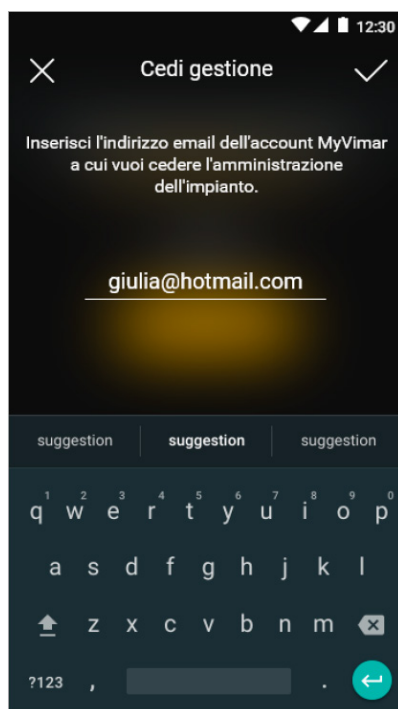 12:30
Cedi gestione
Inserisci l'indirizzo email dell'account MyVimar
a cui vuoi cedere l'amministrazione
dell'impianto.
giulia@hotmail.com
suggestion suggestion suggestion
1 2 3 4 5 6 7 8 9 0
q w e r t y u i o p
a s d f g h j k l
z x c v b n m
?123 , .